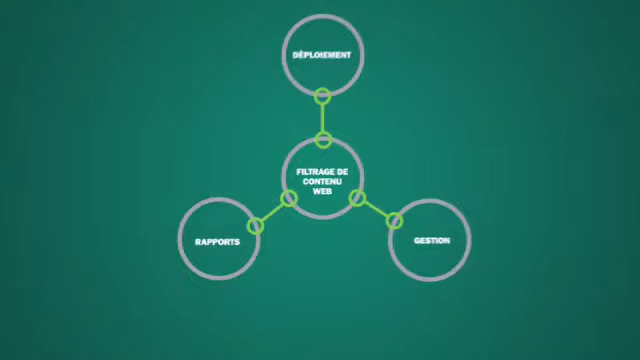 DÉPLOIEMENT
FILTRAGE DE
CONTENU
WEB
RAPPORTS
GESTION